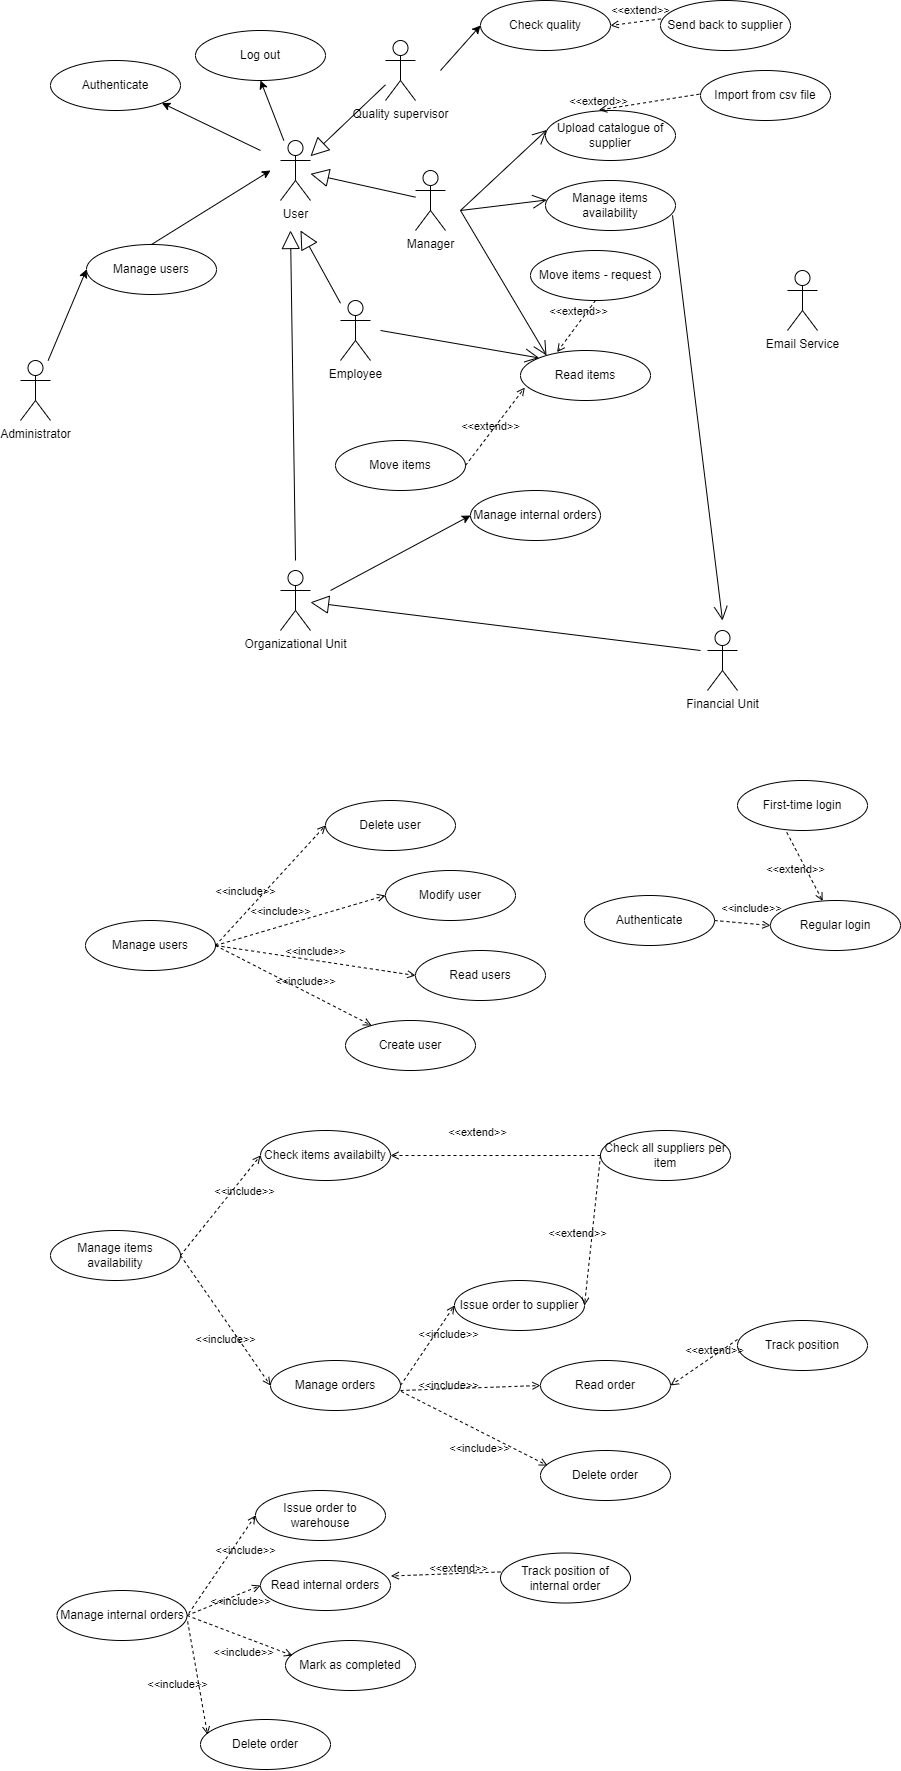 <<extend>>
Check quality
Send back to supplier
Log out
Authenticate
Quality supervisor
Import from csv file
<<extend>>
Upload catalogue of
supplier
User
Manage items
availability
Manager
Manage users
Move items - request
<<extend>>
Email Service
Employee
Read items
Administrator
<<extend>>
Move items
Manage internal orders
Organizational Unit
Financial Unit
First-time login
Delete user
<<extend>>
<<include>>
Modify user
<<include>>
<<include>>
Authenticate
Regular login
Manage users
<<include>>
Read users
<<include>>
Create user
<<extend>>
Check items availabilty
Check all suppliers per
item
<<include>>
<<extend>>
Manage items
availability
Issue order to supplier
<<include>>
<<include>>
Track position
<<extend>>
Manage orders
<<include>>
Read order
<<include>>
Delete order
Issue order to
warehouse
<<include>>
<<extend>>
Read internal orders
Track position of
internal order
<<include>>
Manage internal orders
<<include>>
Mark as completed
<<include>>
Delete order